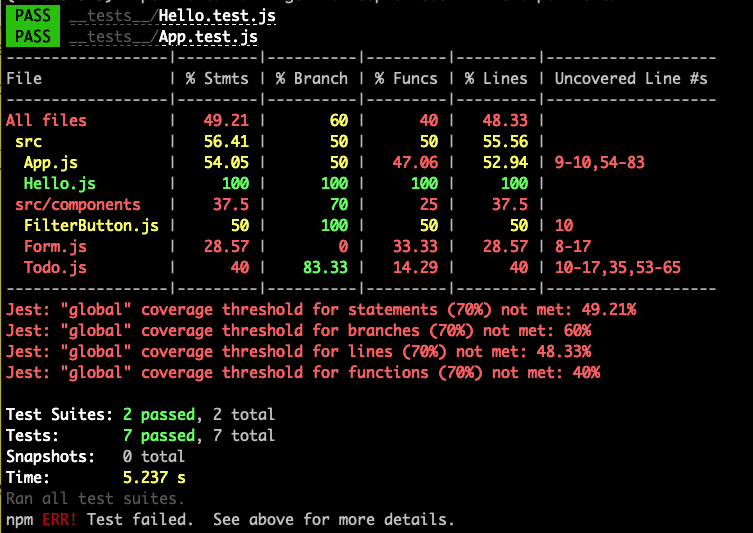 PASS __tests__/Hello.test.js
PASS __tests__/App.test.js
------------------|---------|----------|---------|---------|-------------------
File              | % Stmts | % Branch | % Funcs | % Lines | Uncovered Line #s
------------------|---------|----------|---------|---------|-------------------
All files         |   49.21 |       60 |      40 |   48.33 |
 src              |   56.41 |       50 |      50 |   55.56 |
  App.js          |   54.05 |       50 |   47.06 |   52.94 | 9-10,54-83
  Hello.js        |     100 |      100 |     100 |     100 |
 src/components   |    37.5 |       70 |      25 |    37.5 |
  FilterButton.js |      50 |      100 |      50 |      50 | 10
  Form.js         |   28.57 |        0 |   33.33 |   28.57 | 8-17
  Todo.js         |      40 |    83.33 |   14.29 |      40 | 10-17,35,53-65
------------------|---------|----------|---------|---------|-------------------
Jest: "global" coverage threshold for statements (70%) not met: 49.21%
Jest: "global" coverage threshold for branches (70%) not met: 60%
Jest: "global" coverage threshold for lines (70%) not met: 48.33%
Jest: "global" coverage threshold for functions (70%) not met: 40%
Test Suites: 2 passed, 2 total
Tests:       7 passed, 7 total
Snapshots:   0 total
Time:        5.237 s
Ran all test suites.
npm ERR! Test failed.  See above for more details.